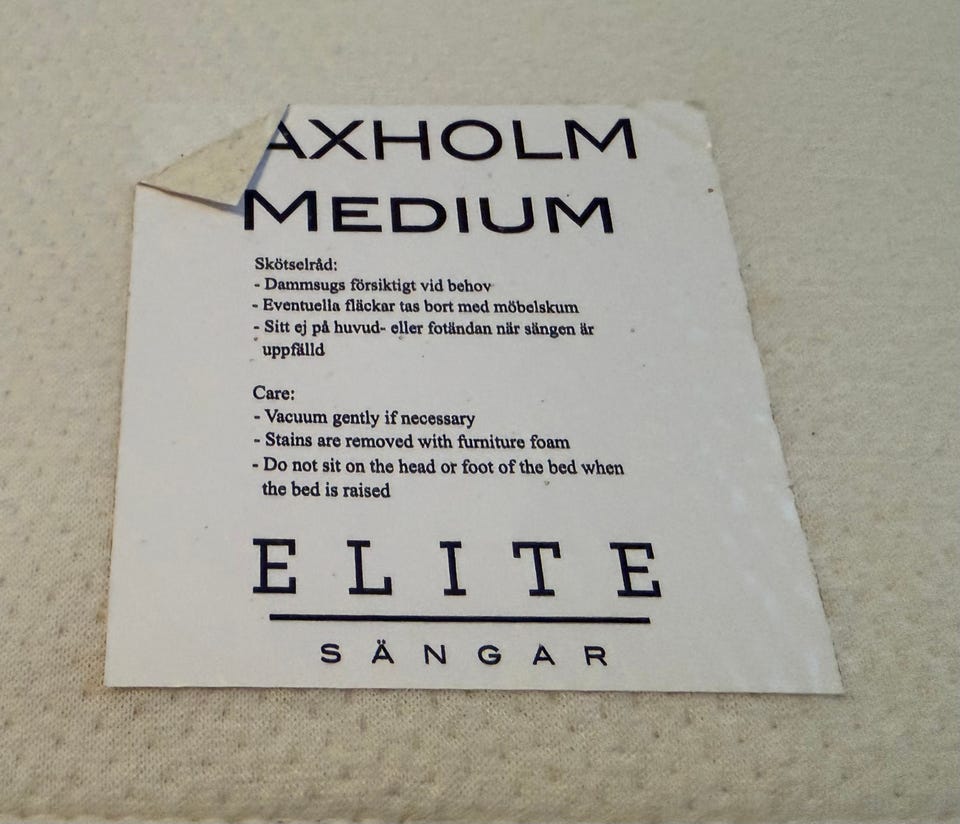 AXHOLM
MEDIUM
Skötselråd:
- Dammsugs försiktigt vid behov
- Eventuella fläckar tas bort med möbelskum
- Sitt ej på huvud- eller fotändan när sängen är
uppfälld
Care:
- Vacuum gently if necessary
- Stains are removed with furniture foam
- Do not sit on the head or foot of the bed when
the bed is raised
ELITE
SÄNGAR